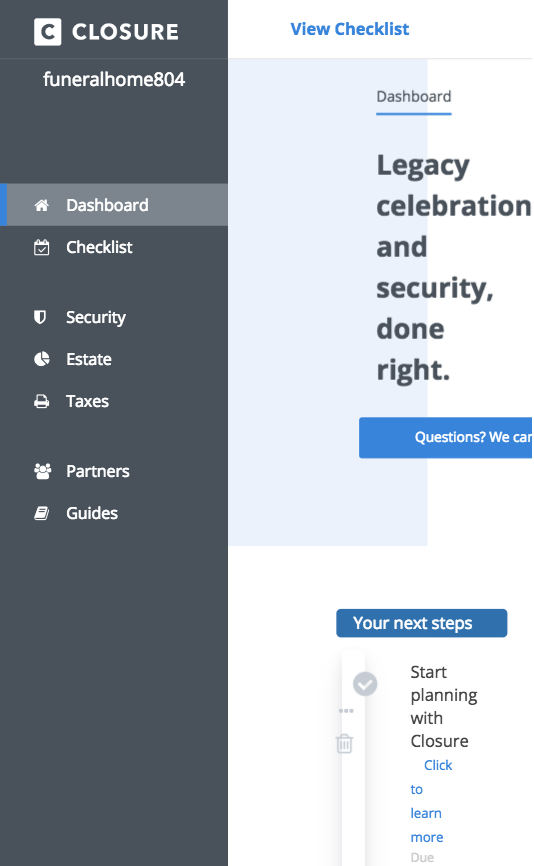 CLOSURE
View Checklist
funeralhome804
Dashboard
Checklist
Security
Estate
Taxes
Partners
Guides
Dashboard
Legacy
celebration
and
security,
done
right.
Questions? We can
Your next steps
Start
planning
with
Closure
Click
to
learn
more
Due